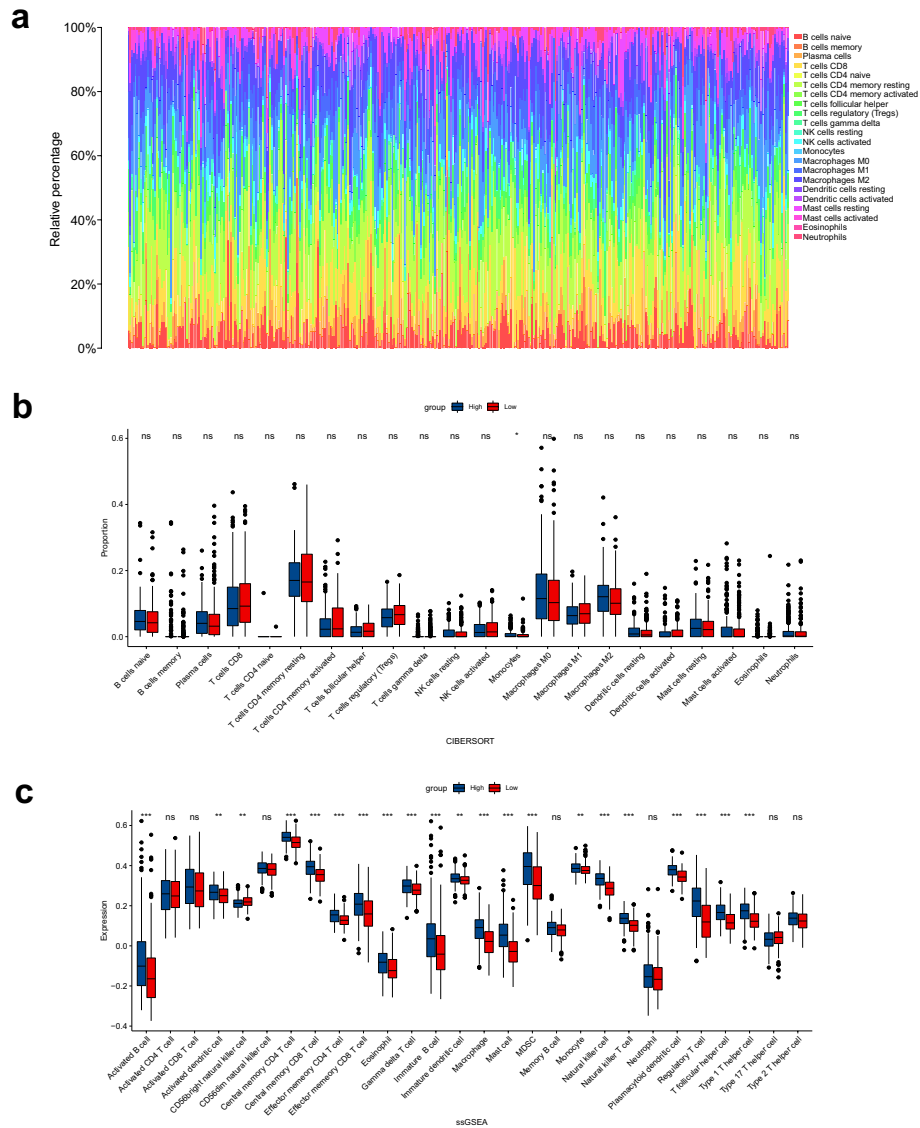 a
100%
80%
60%
40%
20%
0%
Relative percentage
B cells naive
B cells memory
Plasma cells
T cells CD8
T cells CD4 naive
T cells CD4 memory resting
T cells CD4 memory activated
T cells follicular helper
T cells regulatory (Tregs)
T cells gamma delta
NK cells resting
NK cells activated
Monocytes
Macrophages M0
Macrophages M1
Macrophages M2
Dendritic cells resting
Dendritic cells activated
Mast cells resting
Mast cells activated
Eosinophils
Neutrophils
b
group High Low
ns ns ns ns ns ns ns ns ns ns ns ns * ns ns ns ns ns ns ns ns ns
0.6
0.4
0.2
0.0
Proportion
B cells naive
B cells memory
Plasma cells
T cells CD8
T cells CD4 naive
T cells CD4 memory resting
T cells CD4 memory activated
T cells follicular helper
T cells regulatory (Tregs)
T cells gamma delta
NK cells resting
NK cells activated
Monocytes
Macrophages M0
Macrophages M1
Macrophages M2
Dendritic cells resting
Dendritic cells activated
Mast cells resting
Mast cells activated
Eosinophils
Neutrophils
CIBERSORT
c
group High Low
*** ns ns ** ** ns *** *** *** *** *** *** *** ** *** *** *** ns ** *** *** ns *** *** *** *** ns ns
0.6
0.4
0.2
0.0
−0.2
−0.4
Expression
Activated B cell
Activated CD4 T cell
Activated CD8 T cell
Activated dendritic cell
CD56bright natural killer cell
CD56dim natural killer cell
Central memory CD4 T cell
Central memory CD8 T cell
Effector memory CD4 T cell
Effector memory CD8 T cell
Eosinophil
Gamma delta T cell
Immature B cell
Immature dendritic cell
Macrophage
Mast cell
MDSC
Memory B cell
Monocyte
Natural killer cell
Natural killer T cell
Neutrophil
Plasmacytoid dendritic cell
Regulatory T cell
T follicular helper cell
Type 1 T helper cell
Type 17 T helper cell
Type 2 T helper cell
ssGSEA